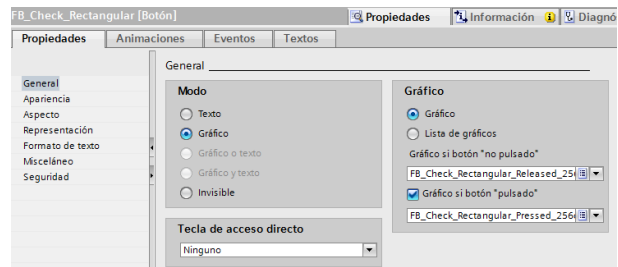 FB_Check_Rectangular [Botón]
Propiedades Información Diagnó
Propiedades Animaciones Eventos Textos
General
General
Apariencia
Aspecto
Representación
Formato de texto
Misceláneo
Seguridad
Modo
Texto
Gráfico
Gráfico o texto
Gráfico y texto
Invisible
Tecla de acceso directo
Ninguno
Gráfico
Gráfico
Lista de gráficos
Gráfico si botón "no pulsado"
FB_Check_Rectangular_Released_256
Gráfico si botón "pulsado"
FB_Check_Rectangular_Pressed_256